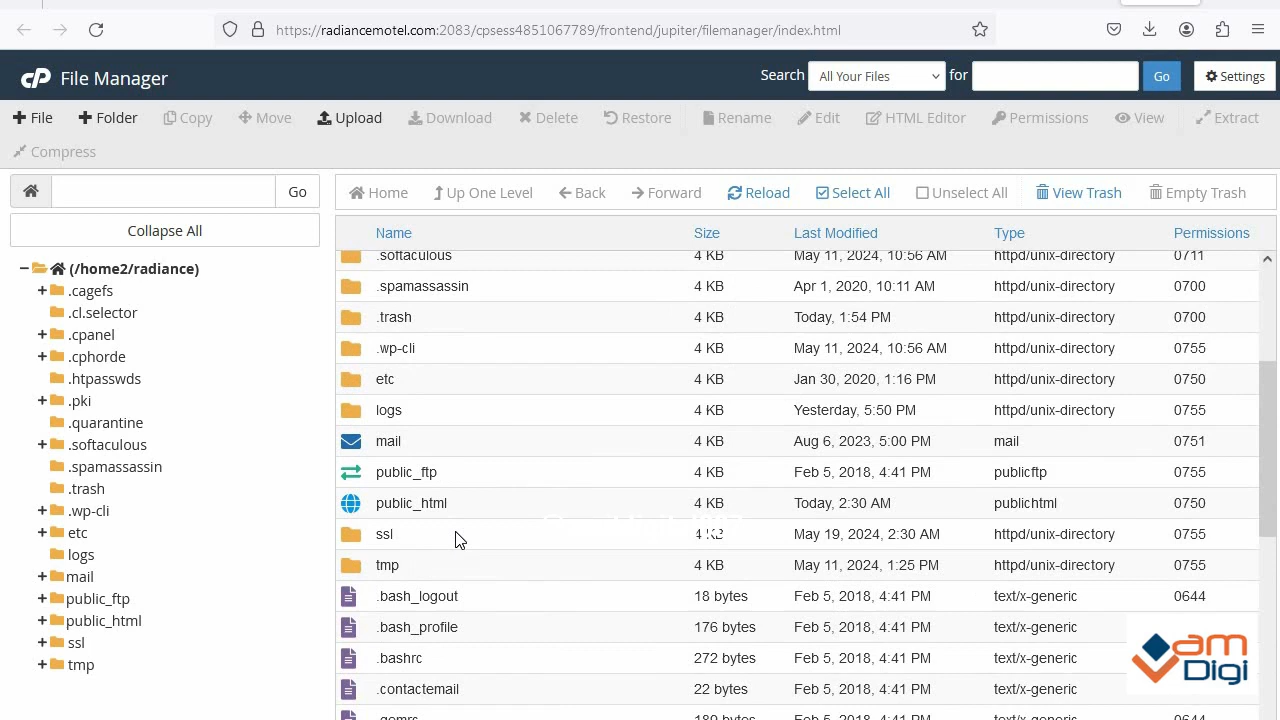 https://radiancemotel.com:2083/cpsess4851067789/frontend/jupiter/filemanager/index.html
cP File Manager
Search All Your Files for Go Settings
File Folder Copy Move Upload Download Delete Restore Rename Edit HTML Editor Permissions View Extract
Compress
Go
Home Up One Level Back Forward Reload Select All Unselect All View Trash Empty Trash
Collapse All
Name Size Last Modified Type Permissions
(/home2/radiance)
.cagefs
.cl.selector
.cpanel
.cphorde
.htpasswds
.pki
.quarantine
.softaculous
.spamassassin
.trash
.wp-cli
etc
logs
mail
public_ftp
public_html
ssl
tmp
.softaculous 4 KB May 11, 2024, 10:56 AM httpd/unix-directory 0711
.spamassassin 4 KB Apr 1, 2020, 10:11 AM httpd/unix-directory 0700
.trash 4 KB Today, 1:54 PM httpd/unix-directory 0700
.wp-cli 4 KB May 11, 2024, 10:56 AM httpd/unix-directory 0755
etc 4 KB Jan 30, 2020, 1:16 PM httpd/unix-directory 0750
logs 4 KB Yesterday, 5:50 PM httpd/unix-directory 0755
mail 4 KB Aug 6, 2023, 5:00 PM mail 0751
public_ftp 4 KB Feb 5, 2018, 4:41 PM publicftp 0755
public_html 4 KB Today, 2:30 AM publichtml 0750
ssl 4 KB May 19, 2024, 2:30 AM httpd/unix-directory 0755
tmp 4 KB May 11, 2024, 1:25 PM httpd/unix-directory 0755
.bash_logout 18 bytes Feb 5, 2018, 4:41 PM text/x-generic 0644
.bash_profile 176 bytes Feb 5, 2018, 4:41 PM text/x-generic
.bashrc 272 bytes Feb 5, 2018, 4:41 PM text/x-generic
.contactemail 22 bytes Feb 5, 2018, 4:41 PM text/x-generic
am
Digi